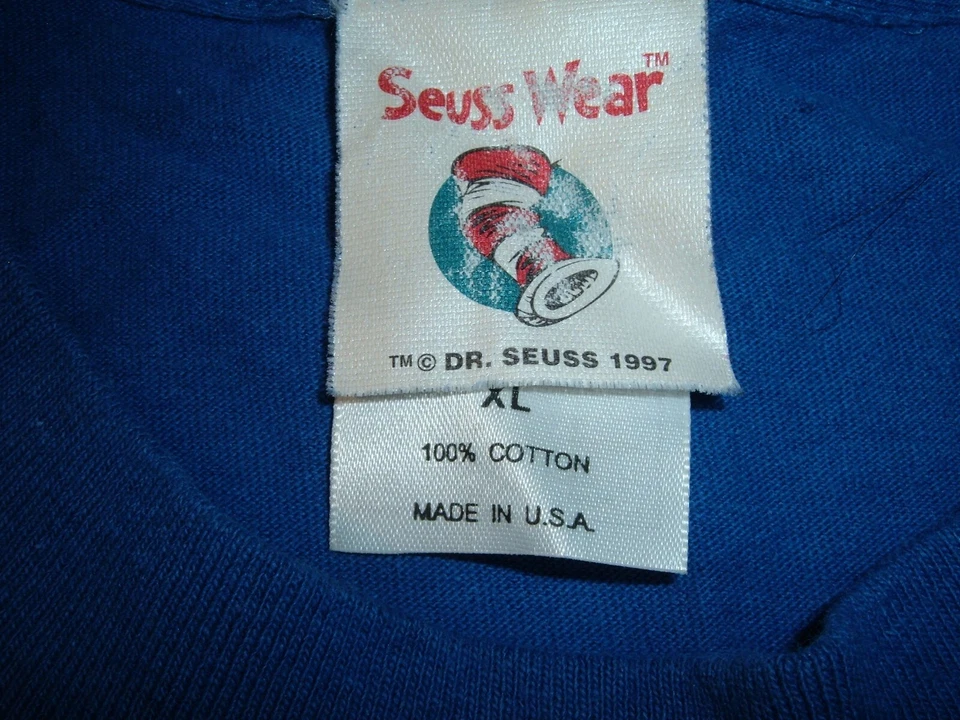 Seuss Wear™
™© DR. SEUSS 1997
XL
100% COTTON
MADE IN U.S.A.